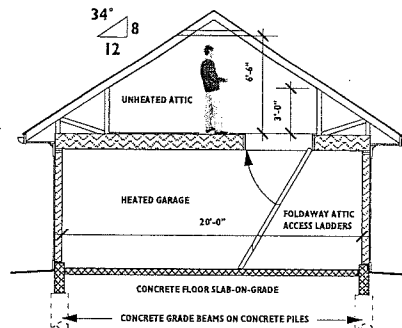 34°
8
12
6'-6"
3'-0"
UNHEATED ATTIC
HEATED GARAGE
20'-0"
FOLDAWAY ATTIC
ACCESS LADDERS
CONCRETE FLOOR SLAB-ON-GRADE
CONCRETE GRADE BEAMS ON CONCRETE PILES